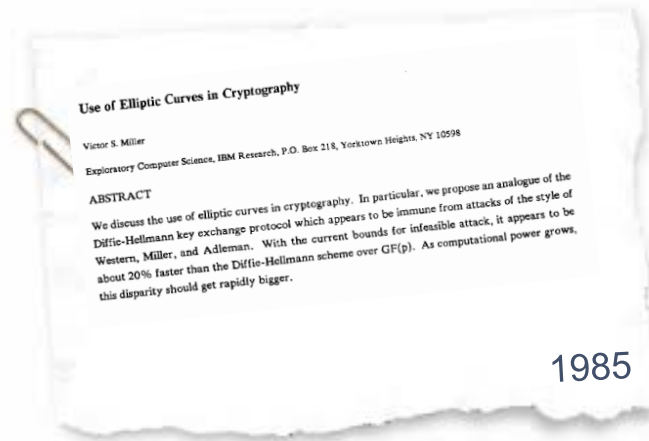 Use of Elliptic Curves in Cryptography
Victor S. Miller
Exploratory Computer Science, IBM Research, P.O. Box 218, Yorktown Heights, NY 10598
ABSTRACT
We discuss the use of elliptic curves in cryptography. In particular, we propose an analogue of the
Diffie-Hellmann key exchange protocol which appears to be immune from attacks of the style of
Western, Miller, and Adleman. With the current bounds for infeasible attack, it appears to be
about 20% faster than the Diffie-Hellmann scheme over GF(p). As computational power grows,
this disparity should get rapidly bigger.
1985